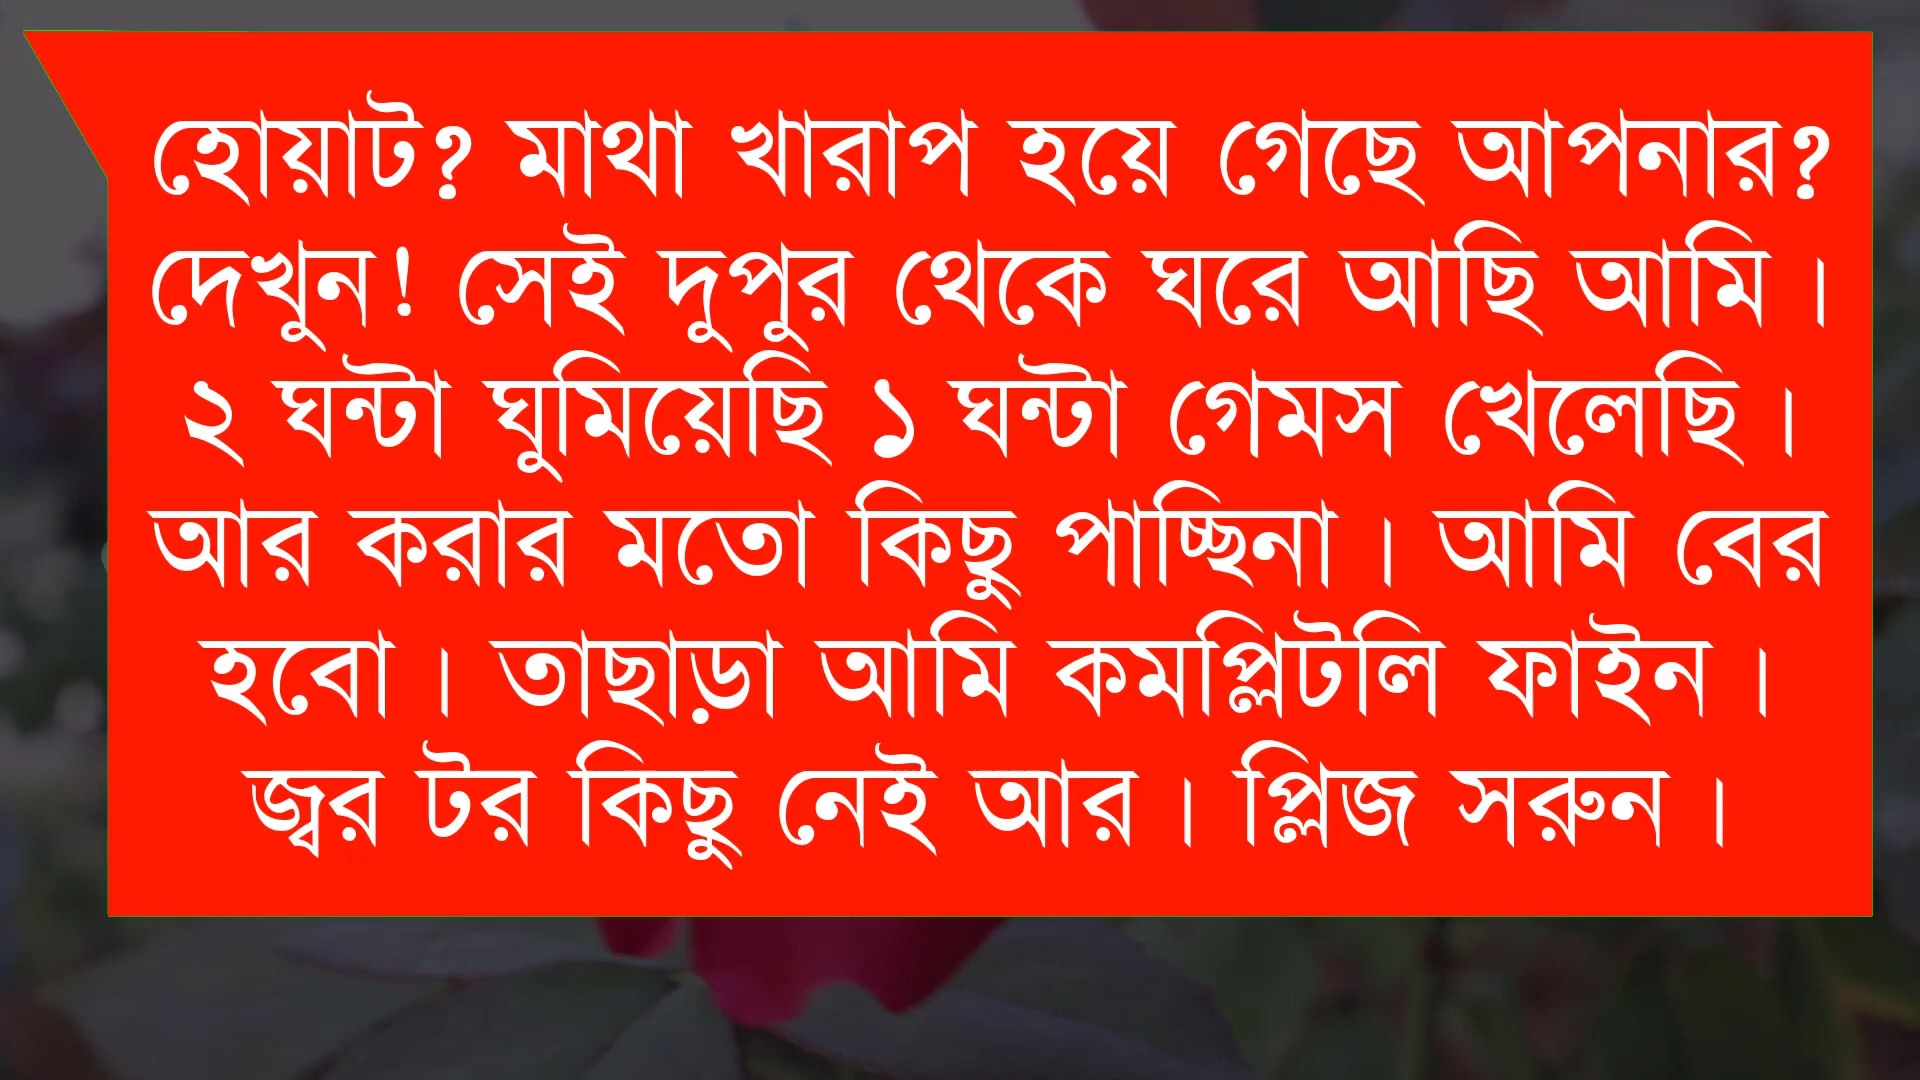 হোয়াট? মাথা খারাপ হয়ে গেছে আপনার?
দেখুন! সেই দুপুর থেকে ঘরে আছি আমি।
২ ঘন্টা ঘুমিয়েছি ১ ঘন্টা গেমস খেলেছি।
আর করার মতো কিছু পাচ্ছিনা। আমি বের
হবো। তাছাড়া আমি কমপ্লিটলি ফাইন।
জ্বর টর কিছু নেই আর। প্লিজ সরুন।